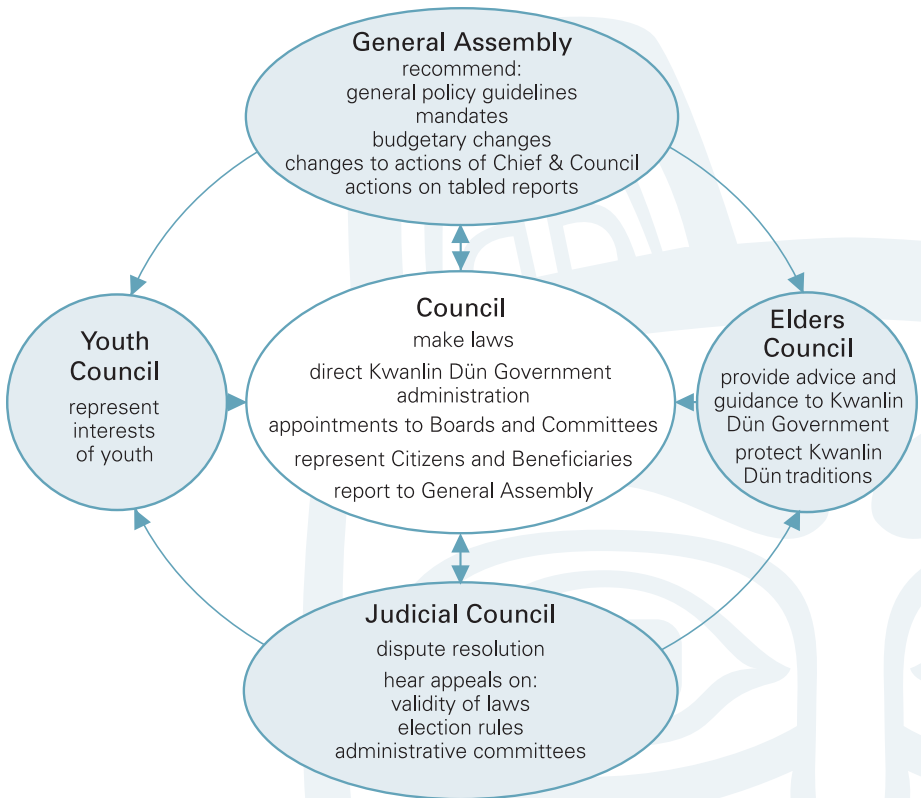 General Assembly
recommend:
general policy guidelines
mandates
budgetary changes
changes to actions of Chief & Council
actions on tabled reports
Youth
Council
represent
interests
of youth
Council
make laws
direct Kwanlin Dün Government
administration
appointments to Boards and Committees
represent Citizens and Beneficiaries
report to General Assembly
Elders
Council
provide advice and
guidance to Kwanlin
Dün Government
protect Kwanlin
Dün traditions
Judicial Council
dispute resolution
hear appeals on:
validity of laws
election rules
administrative committees